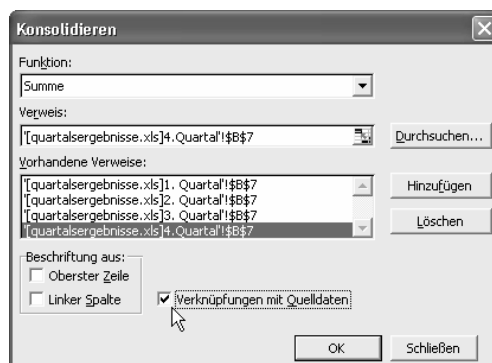 Konsolidieren
Funktion:
Summe
Verweis:
'[quartalsergebnisse.xls]4.Quartal'!$B$7
Durchsuchen...
Vorhandene Verweise:
'[quartalsergebnisse.xls]1. Quartal'!$B$7
'[quartalsergebnisse.xls]2. Quartal'!$B$7
'[quartalsergebnisse.xls]3. Quartal'!$B$7
'[quartalsergebnisse.xls]4.Quartal'!$B$7
Hinzufügen
Löschen
Beschriftung aus:
Oberster Zeile
Linker Spalte
Verknüpfungen mit Quelldaten
OK
Schließen